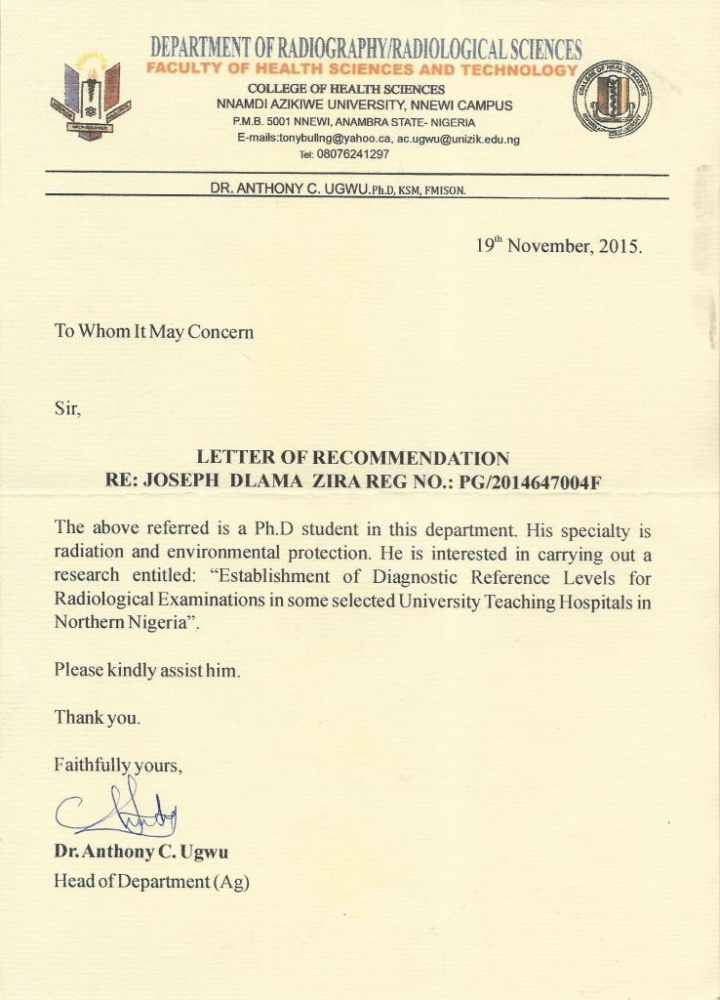 DEPARTMENT OF RADIOGRAPHY/RADIOLOGICAL SCIENCES
FACULTY OF HEALTH SCIENCES AND TECHNOLOGY
COLLEGE OF HEALTH SCIENCES
NNAMDI AZIKIWE UNIVERSITY, NNEWI CAMPUS
P.M.B. 5001 NNEWI, ANAMBRA STATE- NIGERIA
E-mails:tonybullng@yahoo.ca, ac.ugwu@unizik.edu.ng
Tel: 08076241297
COLLEGE OF HEALTH SCIENCES
DR. ANTHONY C. UGWU.Ph.D, KSM, FMISON.
19th November, 2015.
To Whom It May Concern
Sir,
LETTER OF RECOMMENDATION
RE: JOSEPH DLAMA ZIRA REG NO.: PG/2014647004F
The above referred is a Ph.D student in this department. His specialty is
radiation and environmental protection. He is interested in carrying out a
research entitled: “Establishment of Diagnostic Reference Levels for
Radiological Examinations in some selected University Teaching Hospitals in
Northern Nigeria”.
Please kindly assist him.
Thank you.
Faithfully yours,
Dr. Anthony C. Ugwu
Head of Department (Ag)